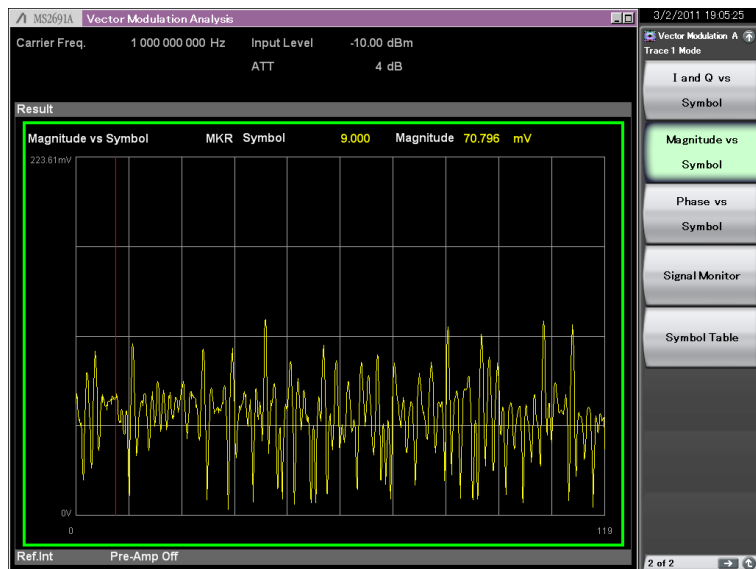 MS2691A Vector Modulation Analysis
3/2/2011 19:05:25
Carrier Freq. 1 000 000 000 Hz Input Level -10.00 dBm
ATT 4 dB
Result
Magnitude vs Symbol MKR Symbol 9.000 Magnitude 70.796 mV
223.61mV
0V
0 119
Ref.Int Pre-Amp Off
Vector Modulation A
Trace 1 Mode
I and Q vs
Symbol
Magnitude vs
Symbol
Phase vs
Symbol
Signal Monitor
Symbol Table
2 of 2